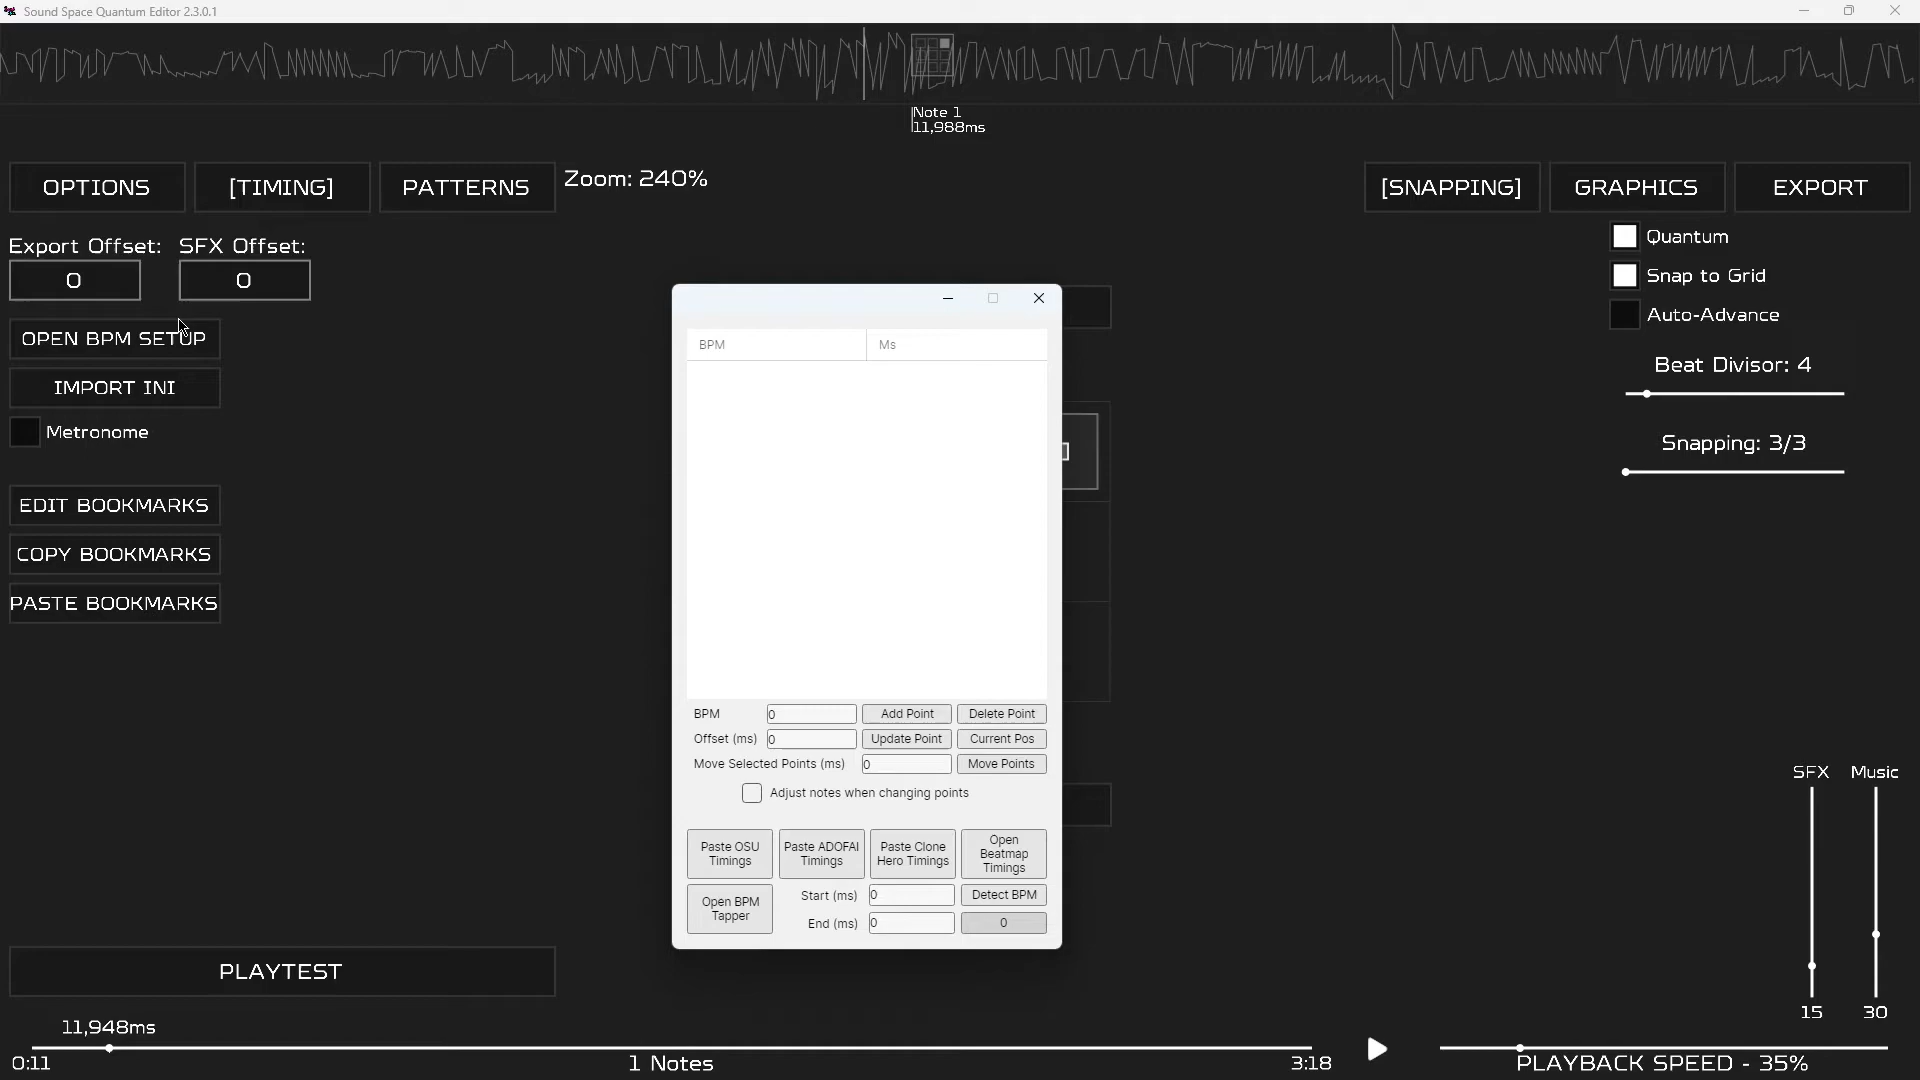 Sound Space Quantum Editor 2.3.0.1
Note 1
11,988ms
OPTIONS
[TIMING]
PATTERNS
Zoom: 240%
[SNAPPING]
GRAPHICS
EXPORT
Export Offset:
SFX Offset:
0
0
OPEN BPM SETUP
IMPORT INI
Metronome
EDIT BOOKMARKS
COPY BOOKMARKS
PASTE BOOKMARKS
Quantum
Snap to Grid
Auto-Advance
Beat Divisor: 4
Snapping: 3/3
BPM
Ms
BPM
0
Add Point
Delete Point
Offset (ms)
0
Update Point
Current Pos
Move Selected Points (ms)
0
Move Points
Adjust notes when changing points
Paste OSU
Timings
Paste ADOFAI
Timings
Paste Clone
Hero Timings
Open
Beatmap
Timings
Open BPM
Tapper
Start (ms)
0
Detect BPM
End (ms)
0
0
SFX
Music
15
30
PLAYTEST
11,948ms
0:11
1 Notes
3:18
PLAYBACK SPEED - 35%